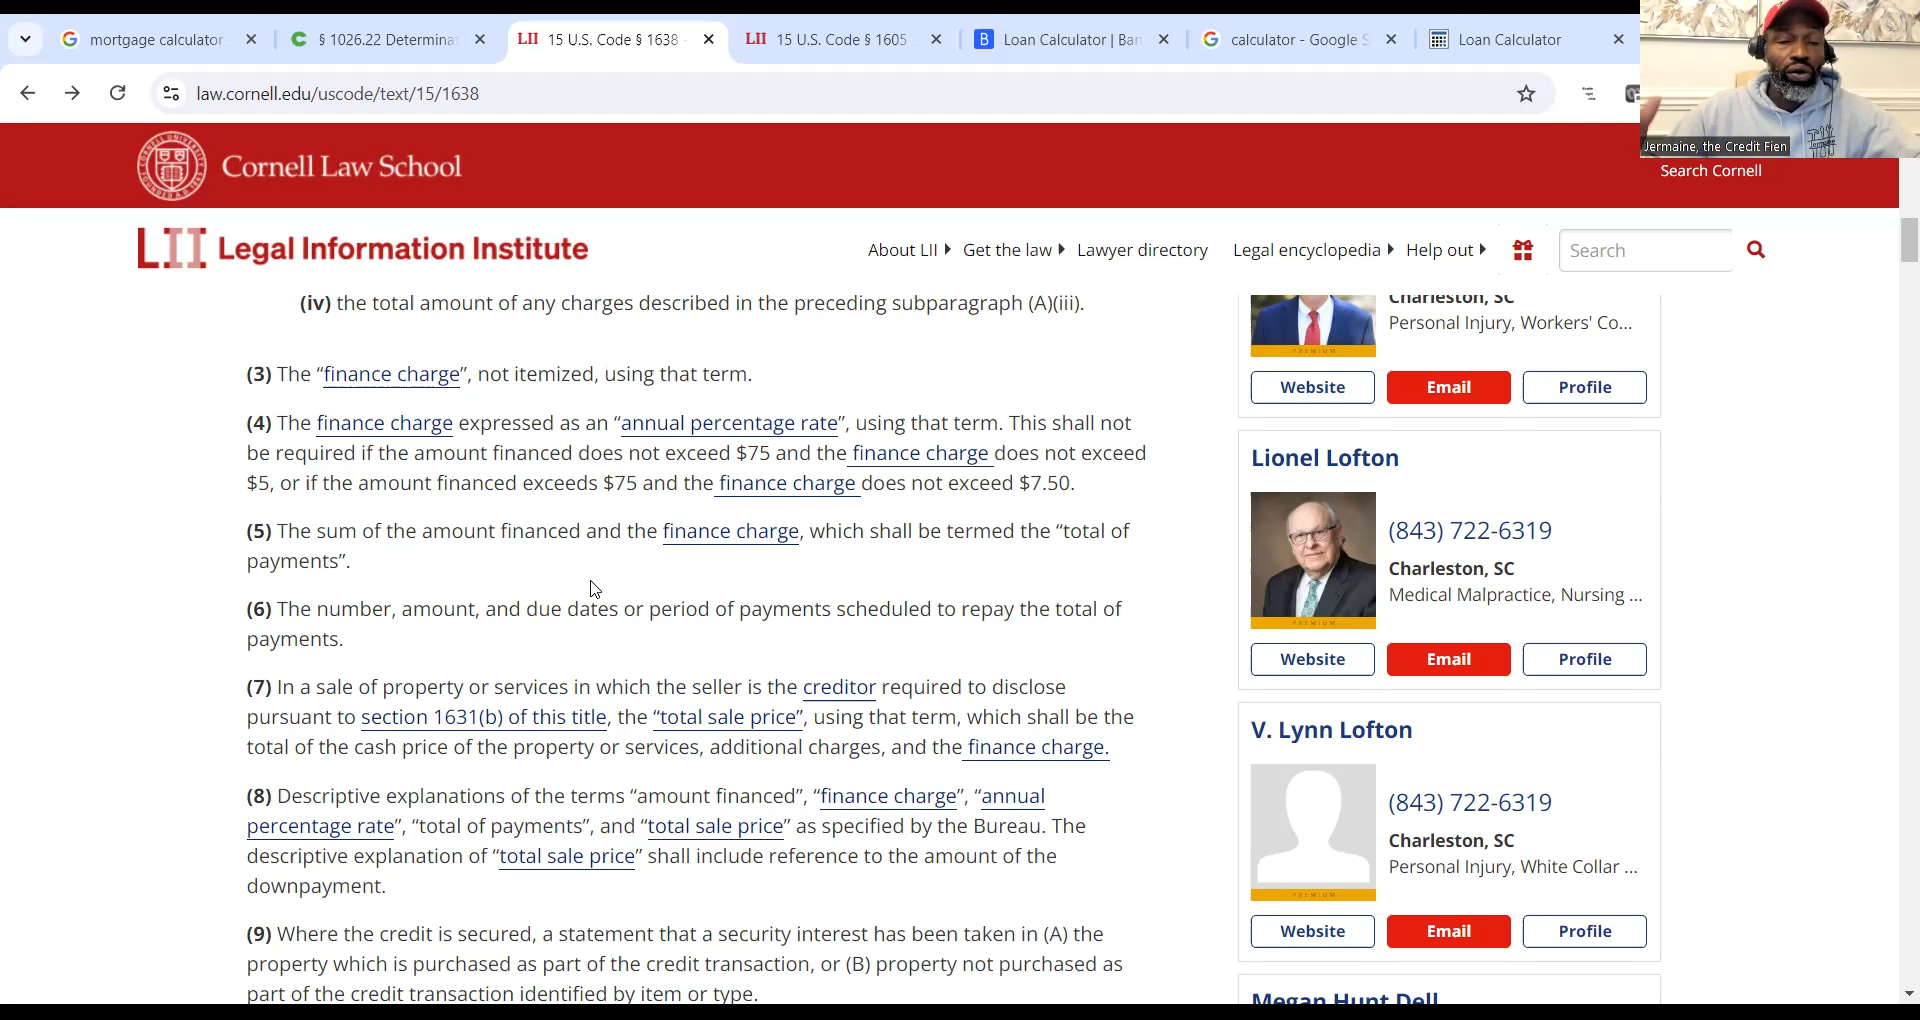 mortgage calculator
§ 1026.22 Determina
15 U.S. Code § 1638 -
15 U.S. Code § 1605
Loan Calculator | Ban
calculator - Google S
Loan Calculator
law.cornell.edu/uscode/text/15/1638
Jermaine, the Credit Fien
Cornell Law School
Search Cornell
LII Legal Information Institute
About LII
Get the law
Lawyer directory
Legal encyclopedia
Help out
Search
(iv) the total amount of any charges described in the preceding subparagraph (A)(iii).
(3) The “finance charge”, not itemized, using that term.
(4) The finance charge expressed as an “annual percentage rate”, using that term. This shall not
be required if the amount financed does not exceed $75 and the finance charge does not exceed
$5, or if the amount financed exceeds $75 and the finance charge does not exceed $7.50.
(5) The sum of the amount financed and the finance charge, which shall be termed the “total of
payments”.
(6) The number, amount, and due dates or period of payments scheduled to repay the total of
payments.
(7) In a sale of property or services in which the seller is the creditor required to disclose
pursuant to section 1631(b) of this title, the “total sale price”, using that term, which shall be the
total of the cash price of the property or services, additional charges, and the finance charge.
(8) Descriptive explanations of the terms “amount financed”, “finance charge”, “annual
percentage rate”, “total of payments”, and “total sale price” as specified by the Bureau. The
descriptive explanation of “total sale price” shall include reference to the amount of the
downpayment.
(9) Where the credit is secured, a statement that a security interest has been taken in (A) the
property which is purchased as part of the credit transaction, or (B) property not purchased as
part of the credit transaction identified by item or type.
Charleston, SC
Personal Injury, Workers' Co...
PREMIUM
Website
Email
Profile
Lionel Lofton
(843) 722-6319
Charleston, SC
Medical Malpractice, Nursing ...
PREMIUM
Website
Email
Profile
V. Lynn Lofton
(843) 722-6319
Charleston, SC
Personal Injury, White Collar ...
PREMIUM
Website
Email
Profile
Megan Hunt Dell